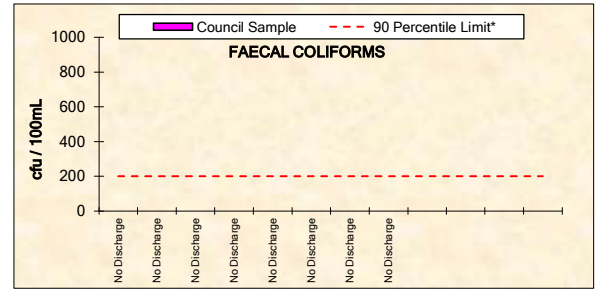 Council Sample 90 Percentile Limit*
FAECAL COLIFORMS
cfu / 100mL
1000
800
600
400
200
0
No Discharge
No Discharge
No Discharge
No Discharge
No Discharge
No Discharge
No Discharge
No Discharge